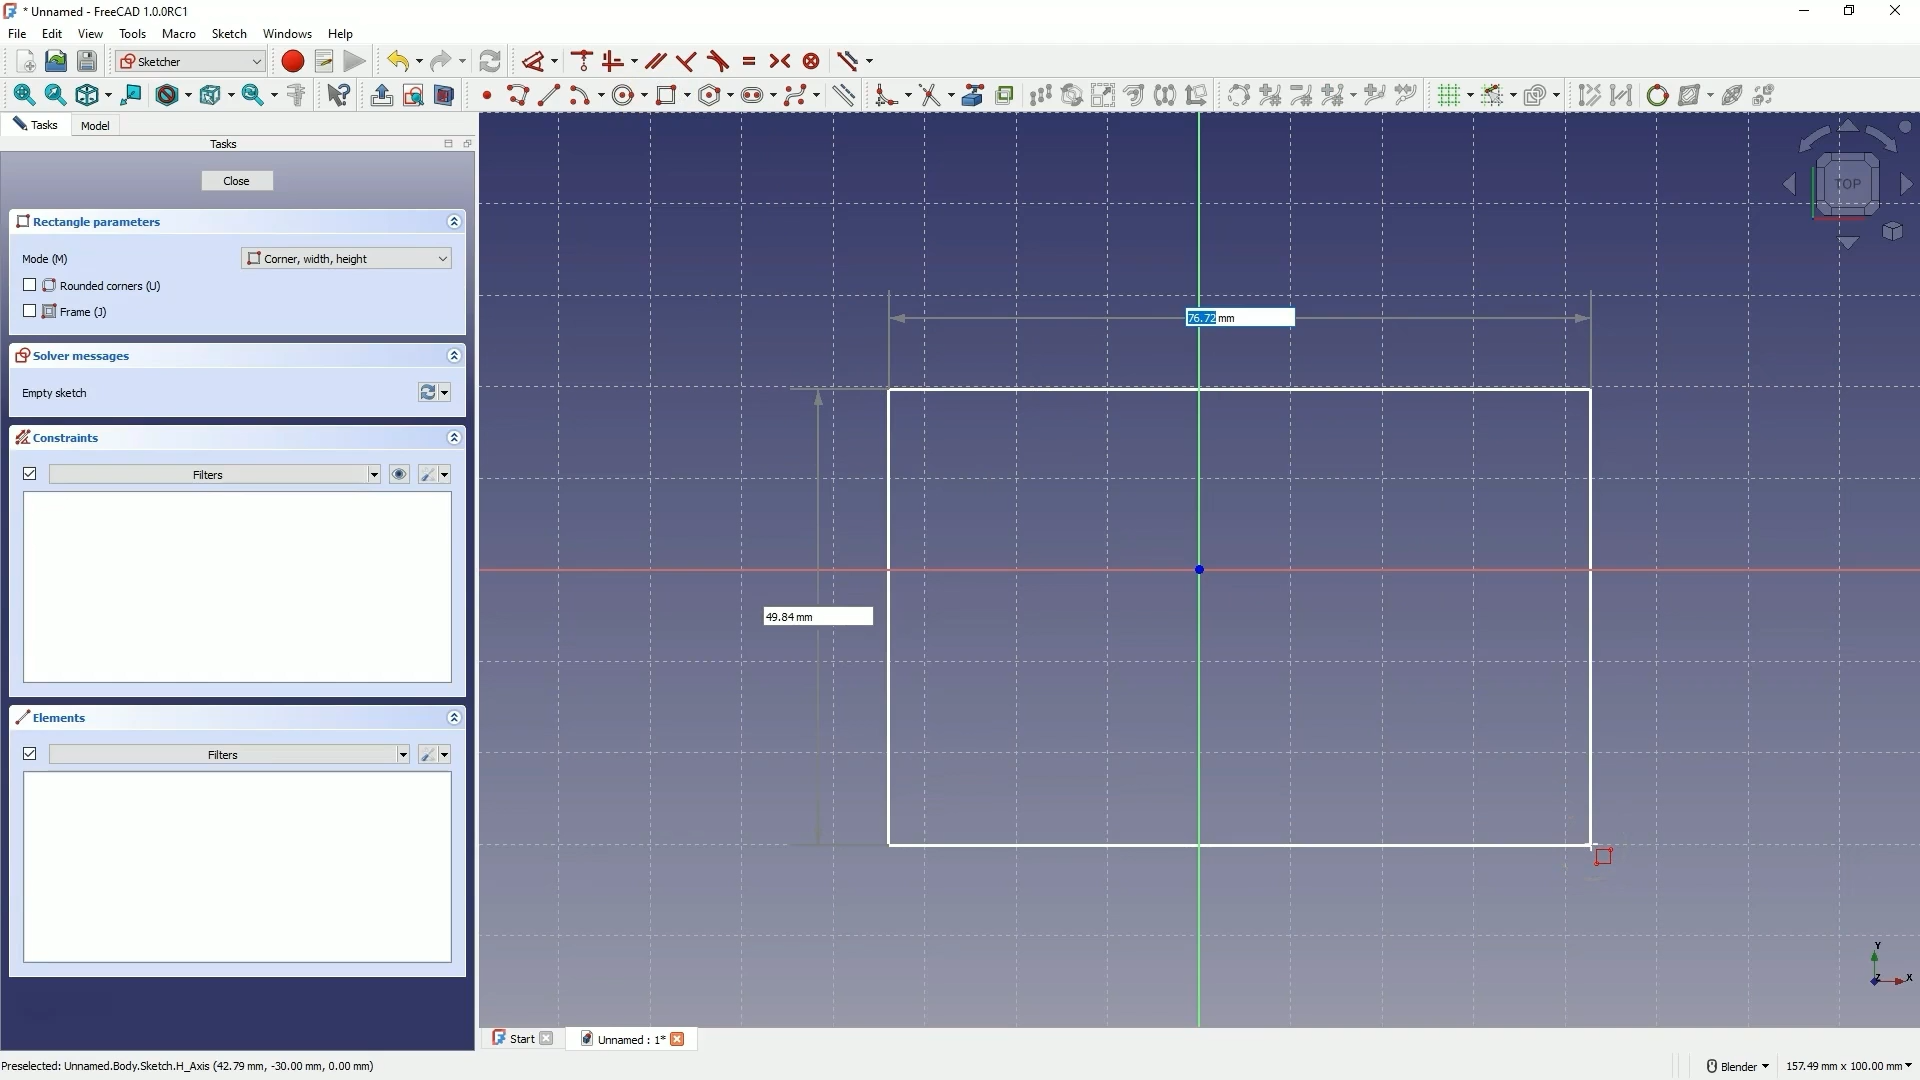 * Unnamed - FreeCAD 1.0.0RC1
File Edit View Tools Macro Sketch Windows Help
Sketcher
Tasks Model
Tasks
Close
Rectangle parameters
Mode (M) Corner, width, height
Rounded corners (U)
Frame (J)
Solver messages
Empty sketch
Constraints
Filters
Elements
Filters
TOP
76.72 mm
49.84 mm
Y
Z X
Start Unnamed : 1*
Preselected: Unnamed.Body.Sketch.H_Axis (42.79 mm, -30.00 mm, 0.00 mm) Blender 157.49 mm x 100.00 mm